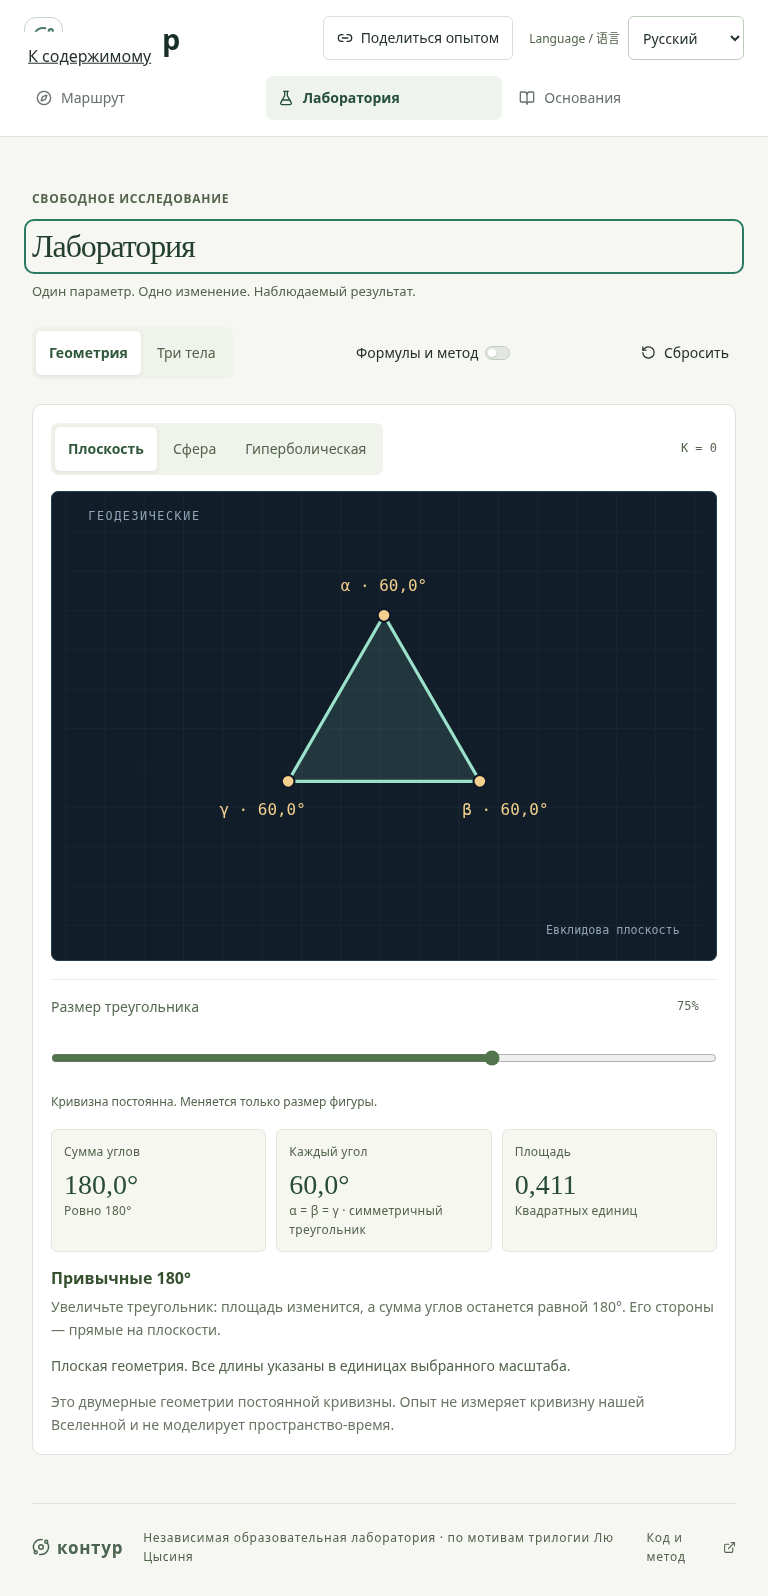 К содержимому
р
Поделиться опытом
Language / 语言
Русский
Маршрут
Лаборатория
Основания
СВОБОДНОЕ ИССЛЕДОВАНИЕ
Лаборатория
Один параметр. Одно изменение. Наблюдаемый результат.
Геометрия
Три тела
Формулы и метод
Сбросить
Плоскость
Сфера
Гиперболическая
K = 0
ГЕОДЕЗИЧЕСКИЕ
α · 60,0°
γ · 60,0°
β · 60,0°
Евклидова плоскость
Размер треугольника
75%
Кривизна постоянна. Меняется только размер фигуры.
Сумма углов
180,0°
Ровно 180°
Каждый угол
60,0°
α = β = γ · симметричный
треугольник
Площадь
0,411
Квадратных единиц
Привычные 180°
Увеличьте треугольник: площадь изменится, а сумма углов останется равной 180°. Его стороны
— прямые на плоскости.
Плоская геометрия. Все длины указаны в единицах выбранного масштаба.
Это двумерные геометрии постоянной кривизны. Опыт не измеряет кривизну нашей
Вселенной и не моделирует пространство-время.
контур
Независимая образовательная лаборатория · по мотивам трилогии Лю
Цысиня
Код и
метод